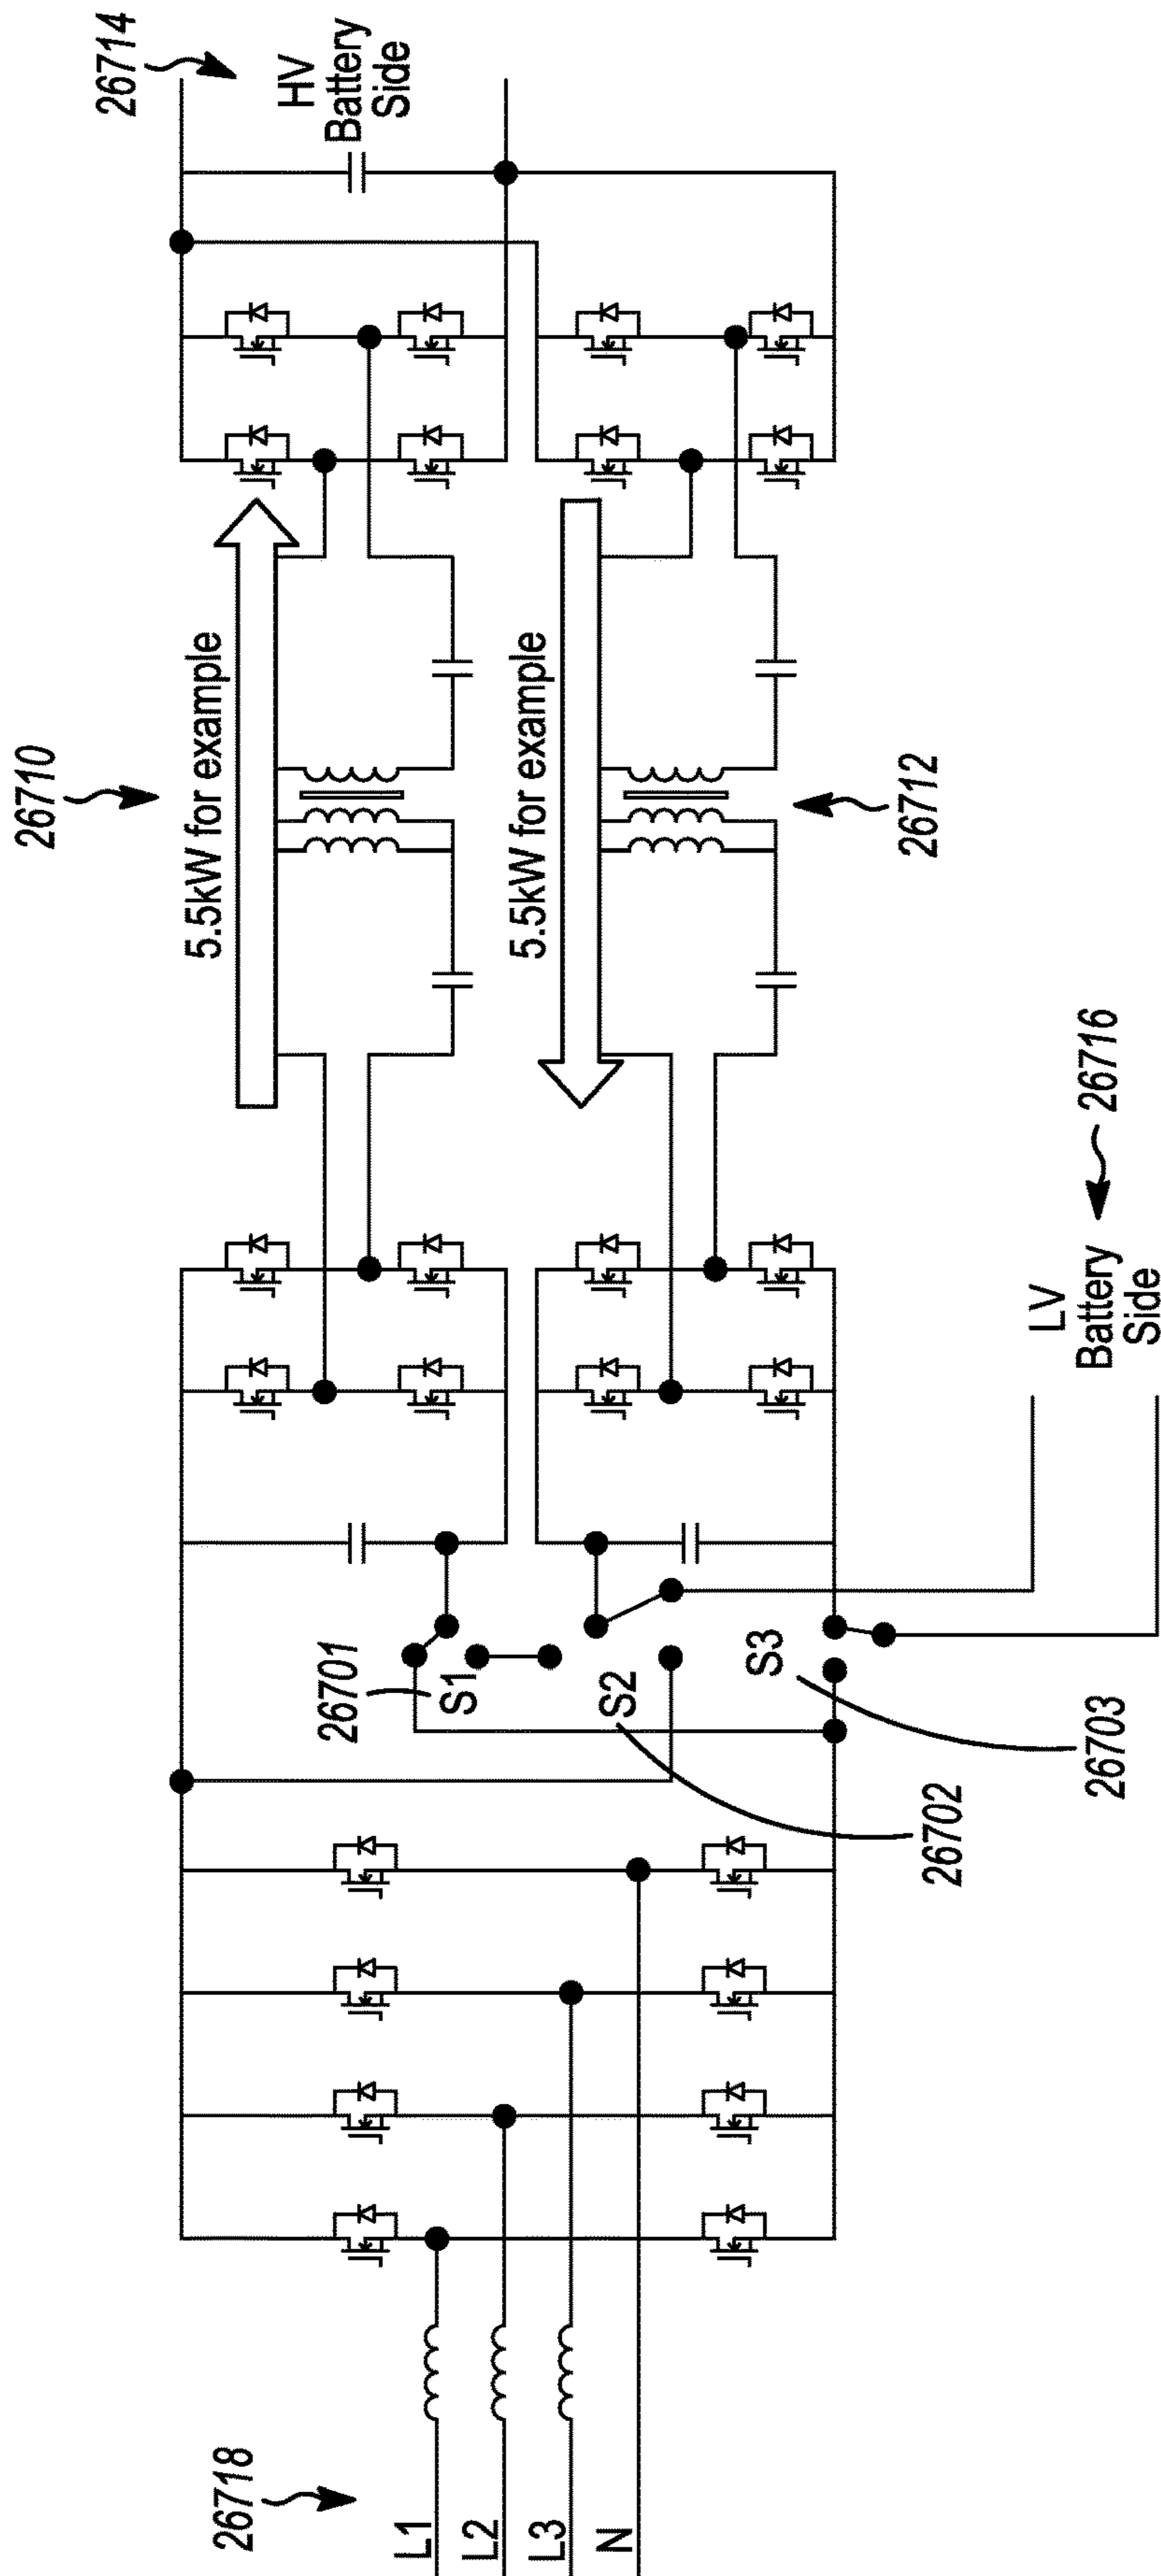 26718
L1
L2
L3
N
26701
S1
S2
S3
26702
26703
26710
5.5kW for example
5.5kW for example
26712
LV
Battery
Side
26716
26714
HV
Battery
Side